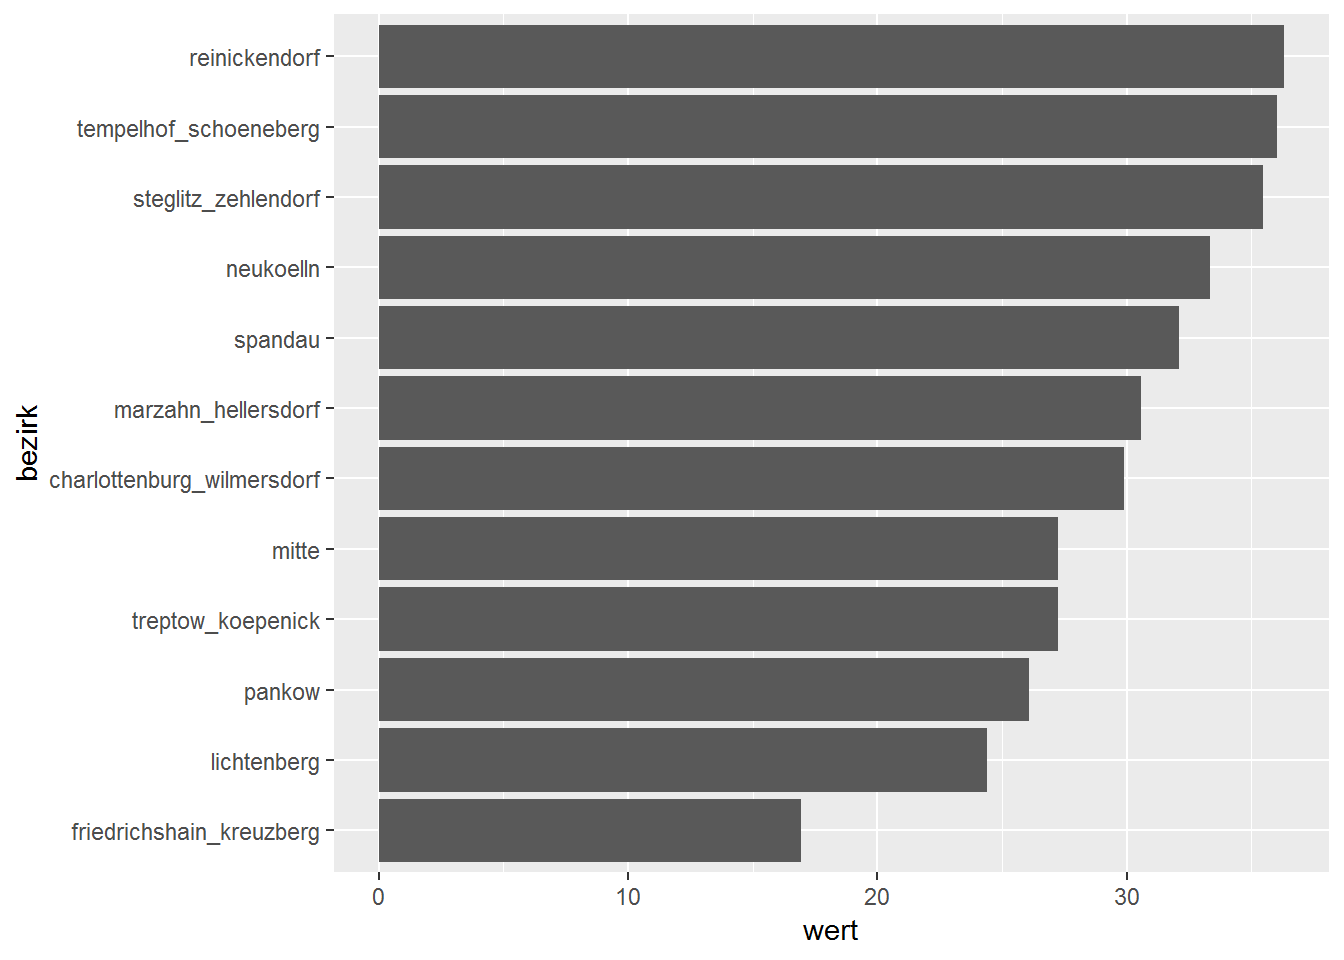 reinickendorf
tempelhof_schoeneberg
steglitz_zehlendorf
neukoelln
spandau
marzahn_hellersdorf
charlottenburg_wilmersdorf
mitte
treptow_koepenick
pankow
lichtenberg
friedrichshain_kreuzberg
bezirk
0 10 20 30
wert